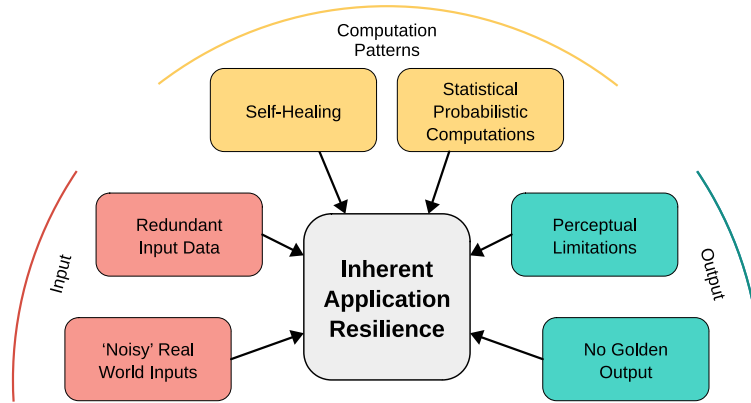 Computation
Patterns
Self-Healing
Statistical
Probabilistic
Computations
Redundant
Input Data
Perceptual
Limitations
Input
Inherent
Application
Resilience
Output
‘Noisy’ Real
World Inputs
No Golden
Output